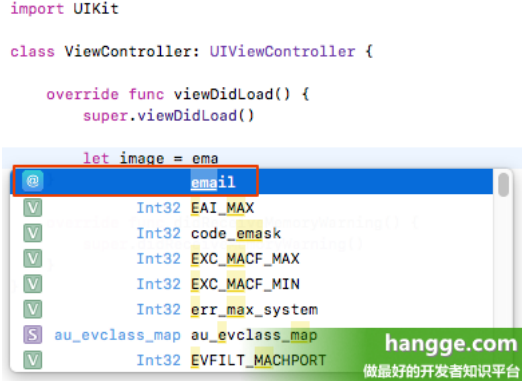 import UIKit
class ViewController: UIViewController {
override func viewDidLoad() {
super.viewDidLoad()
let image = ema
@ email
V Int32 EAI_MAX
V Int32 code_emask
V Int32 EXC_MACF_MAX
V Int32 EXC_MACF_MIN
V Int32 err_max_system
S au_evclass_map au_evclass_map
V Int32 EVFILT_MACHPORT
hangge.com
做最好的开发者知识平台